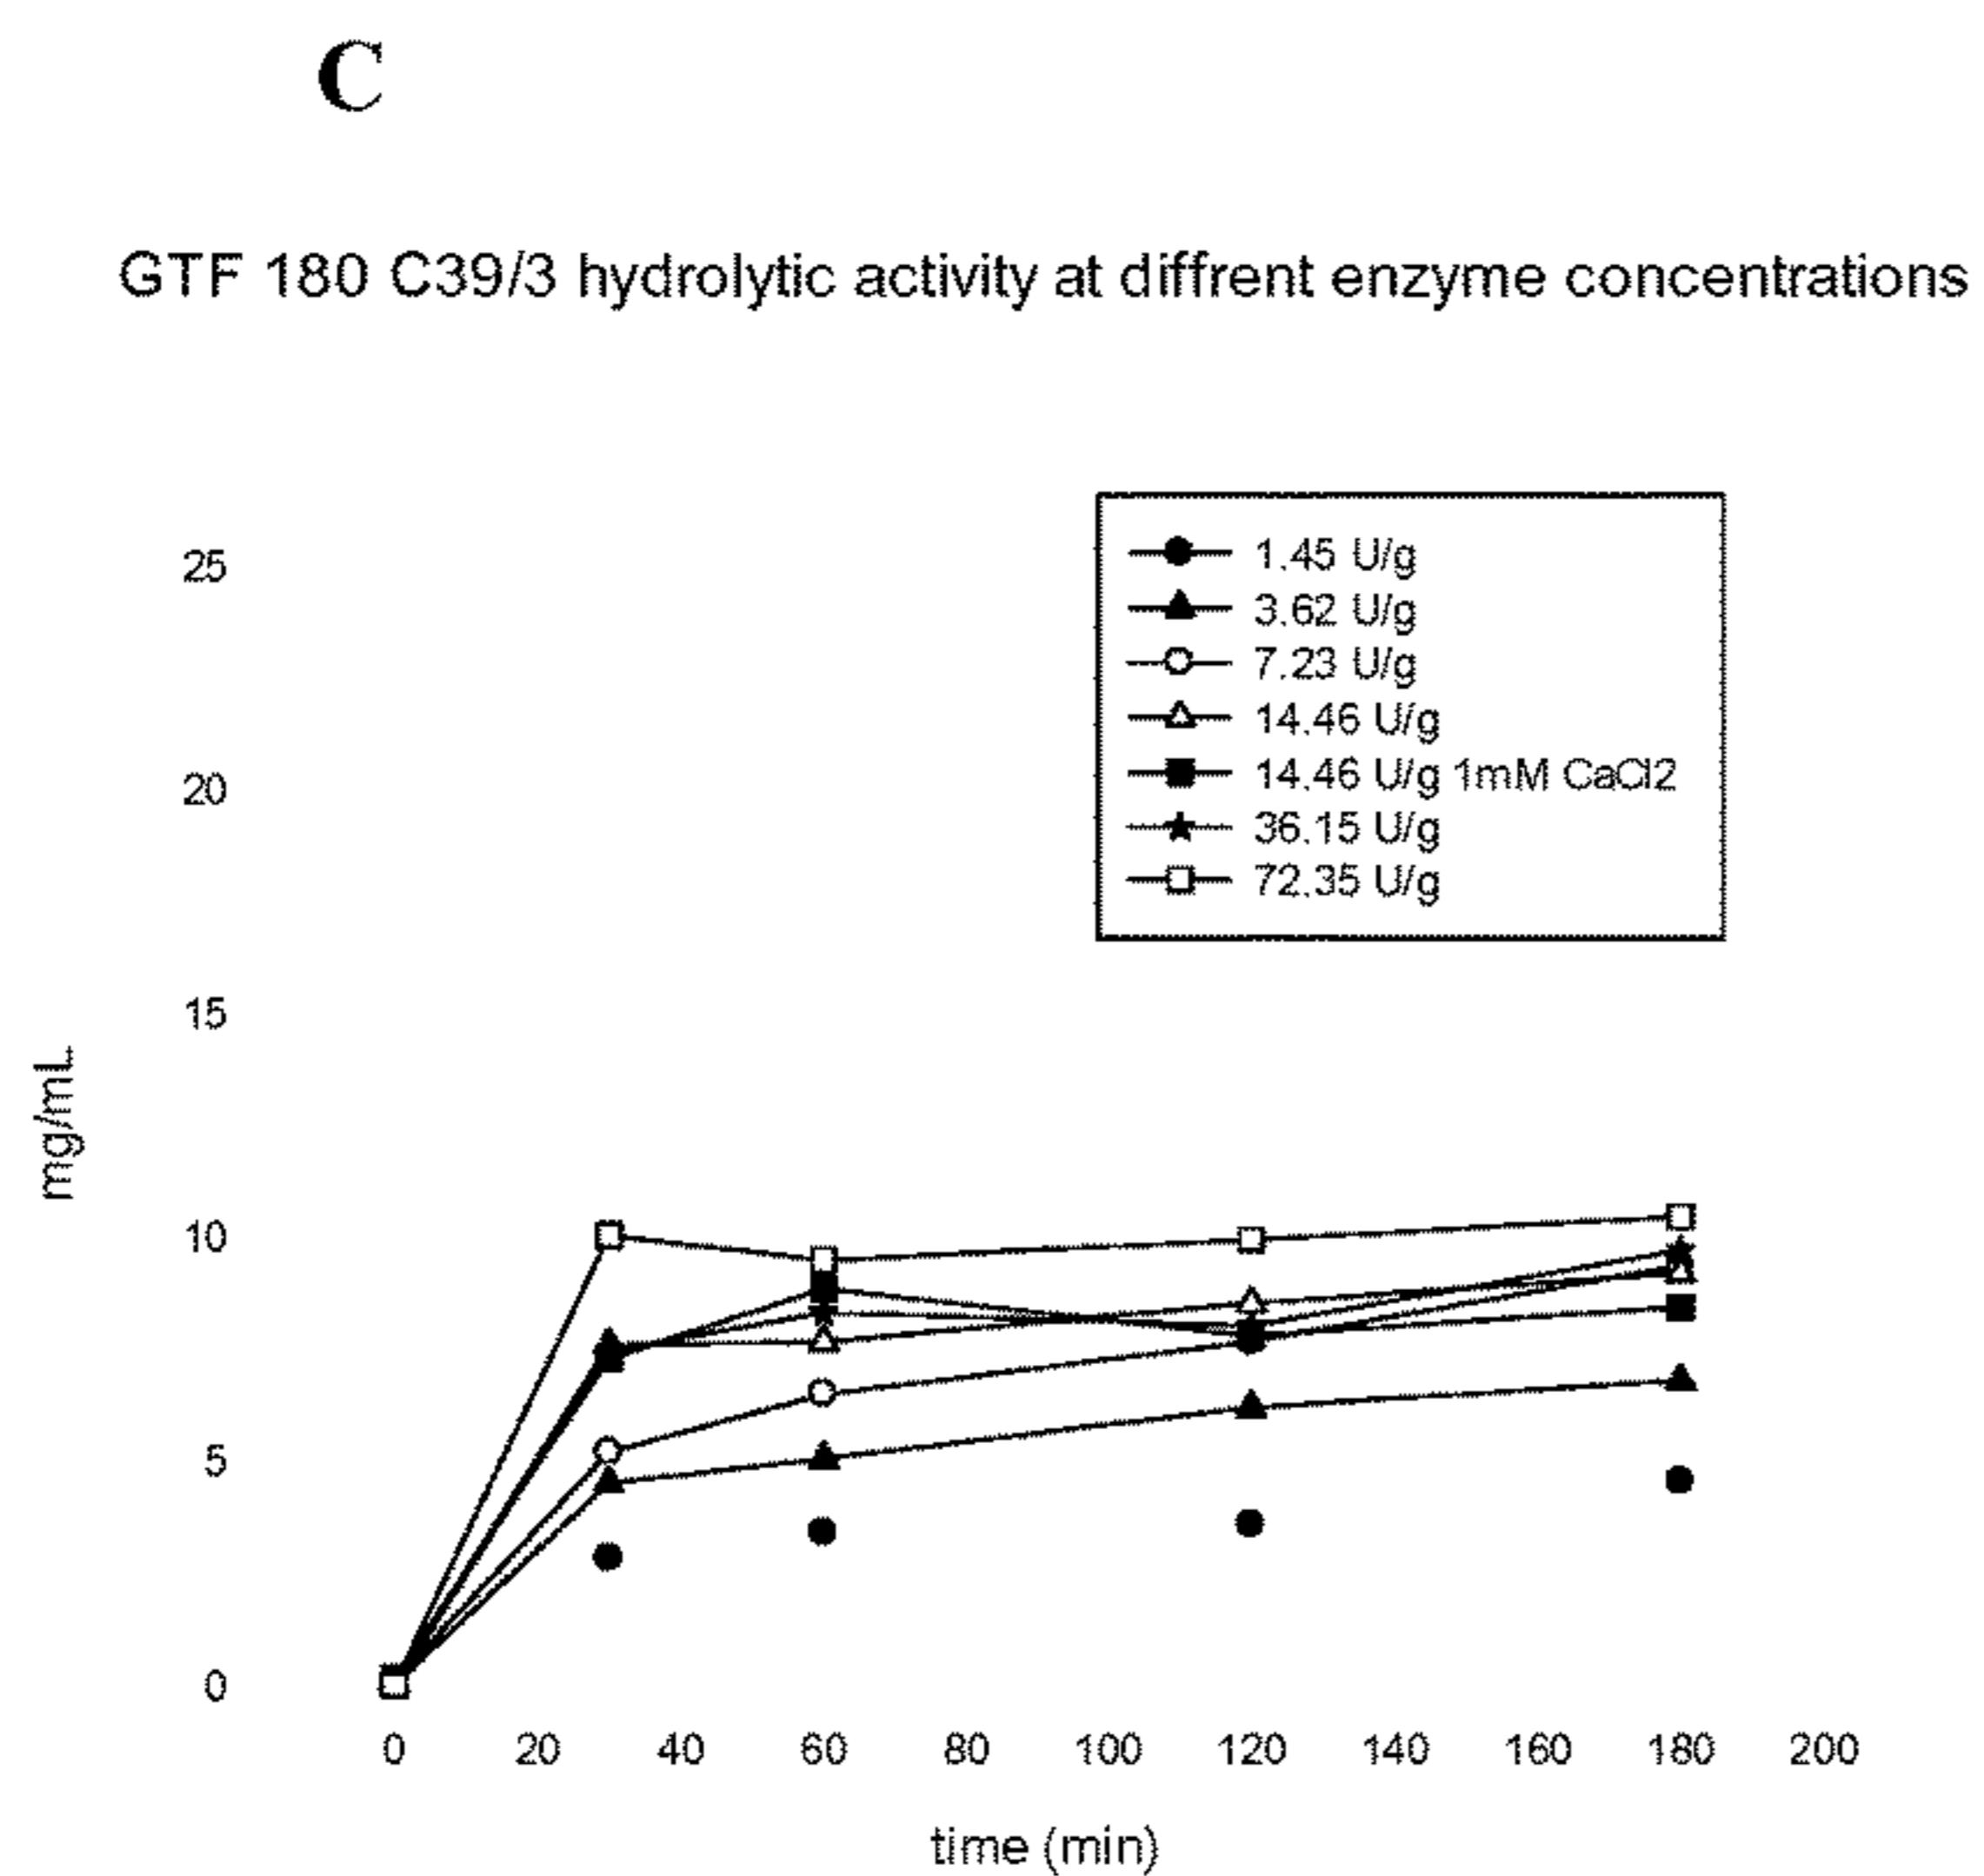 C
GTF 180 C39/3 hydrolytic activity at diffrent enzyme concentrations
1.45 U/g
3.62 U/g
7.23 U/g
14.46 U/g
14.46 U/g 1mM CaCl2
36.15 U/g
72.35 U/g
25
20
15
10
5
0
mg/mL
0 20 40 60 80 100 120 140 160 180 200
time (min)